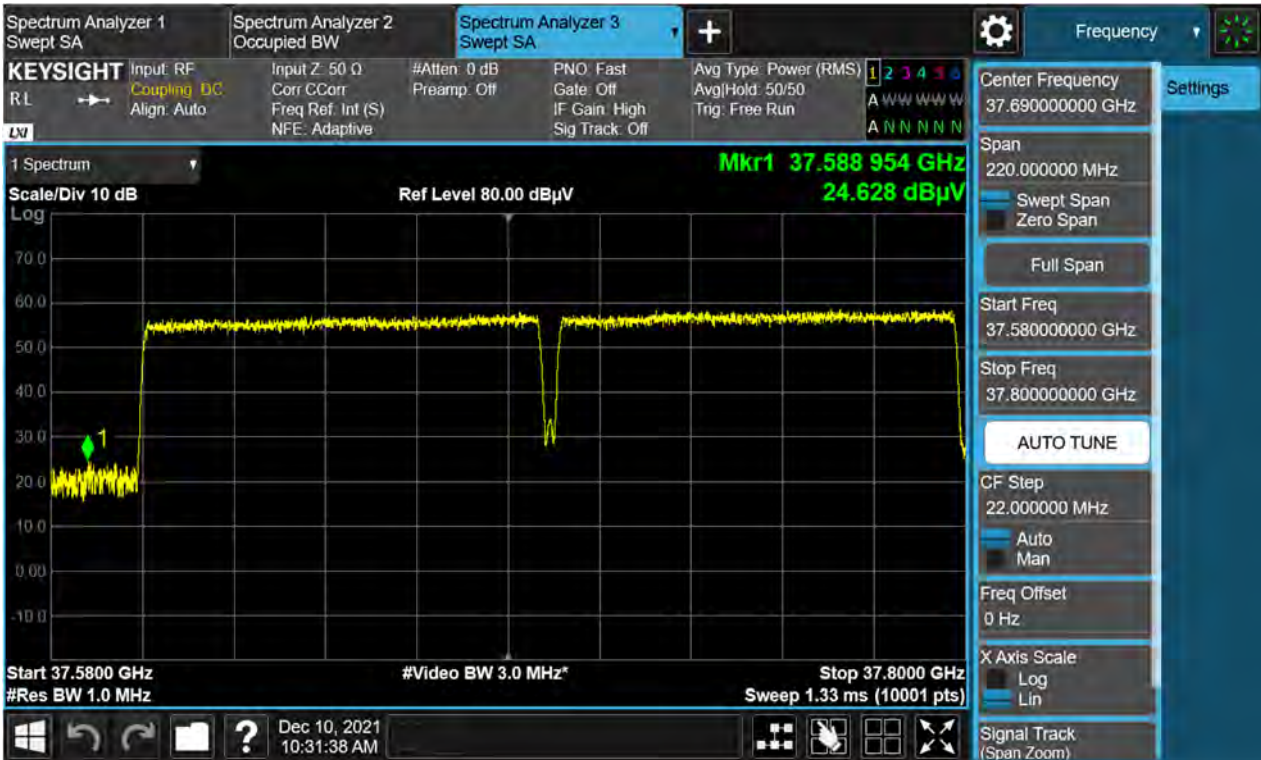 Spectrum Analyzer 1
Swept SA
Spectrum Analyzer 2
Occupied BW
Spectrum Analyzer 3
Swept SA
Frequency
KEYSIGHT
RL
LXI
Input: RF
Coupling: DC
Align: Auto
Input Z: 50 Ω
Corr CCorr
Freq Ref: Int (S)
NFE: Adaptive
#Atten: 0 dB
Preamp: Off
PNO: Fast
Gate: Off
IF Gain: High
Sig Track: Off
Avg Type: Power (RMS)
Avg|Hold: 50/50
Trig: Free Run
1 2 3 4 5 6
A W W W W W
A N N N N N
1 Spectrum
Mkr1 37.588 954 GHz
24.628 dBµV
Scale/Div 10 dB
Ref Level 80.00 dBµV
Log
70.0
60.0
50.0
40.0
30.0
20.0
10.0
0.00
-10.0
1
Start 37.5800 GHz
#Video BW 3.0 MHz*
Stop 37.8000 GHz
#Res BW 1.0 MHz
Sweep 1.33 ms (10001 pts)
?
Dec 10, 2021
10:31:38 AM
Center Frequency
37.690000000 GHz
Settings
Span
220.000000 MHz
Swept Span
Zero Span
Full Span
Start Freq
37.580000000 GHz
Stop Freq
37.800000000 GHz
AUTO TUNE
CF Step
22.000000 MHz
Auto
Man
Freq Offset
0 Hz
X Axis Scale
Log
Lin
Signal Track
(Span Zoom)